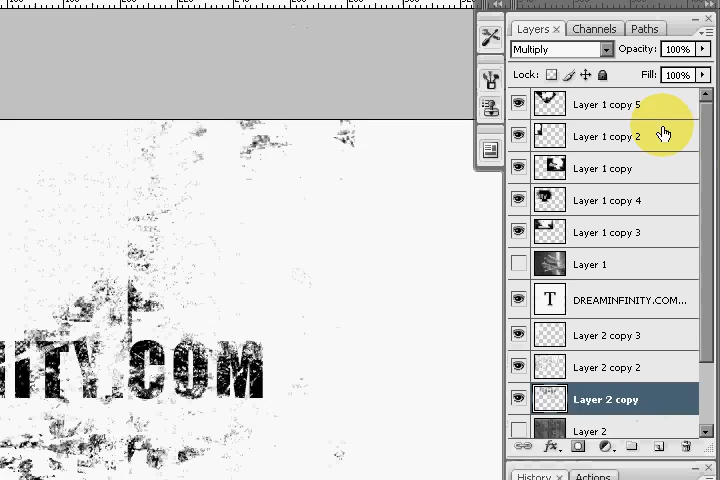 Layers × Channels Paths
Multiply Opacity: 100%
Lock: Fill: 100%
Layer 1 copy 5
Layer 1 copy 2
Layer 1 copy
Layer 1 copy 4
Layer 1 copy 3
Layer 1
T DREAMINFINITY.COM...
Layer 2 copy 3
Layer 2 copy 2
Layer 2 copy
Layer 2
NITY.COM
fx
History × Actions